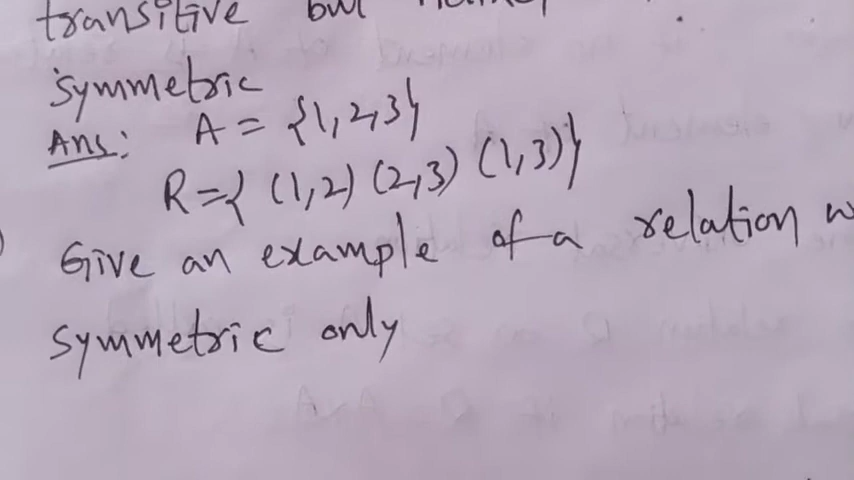 transitive but
symmetric
Ans: A = {1,2,3}
R={ (1,2) (2,3) (1,3)}
Give an example of a relation w
symmetric only